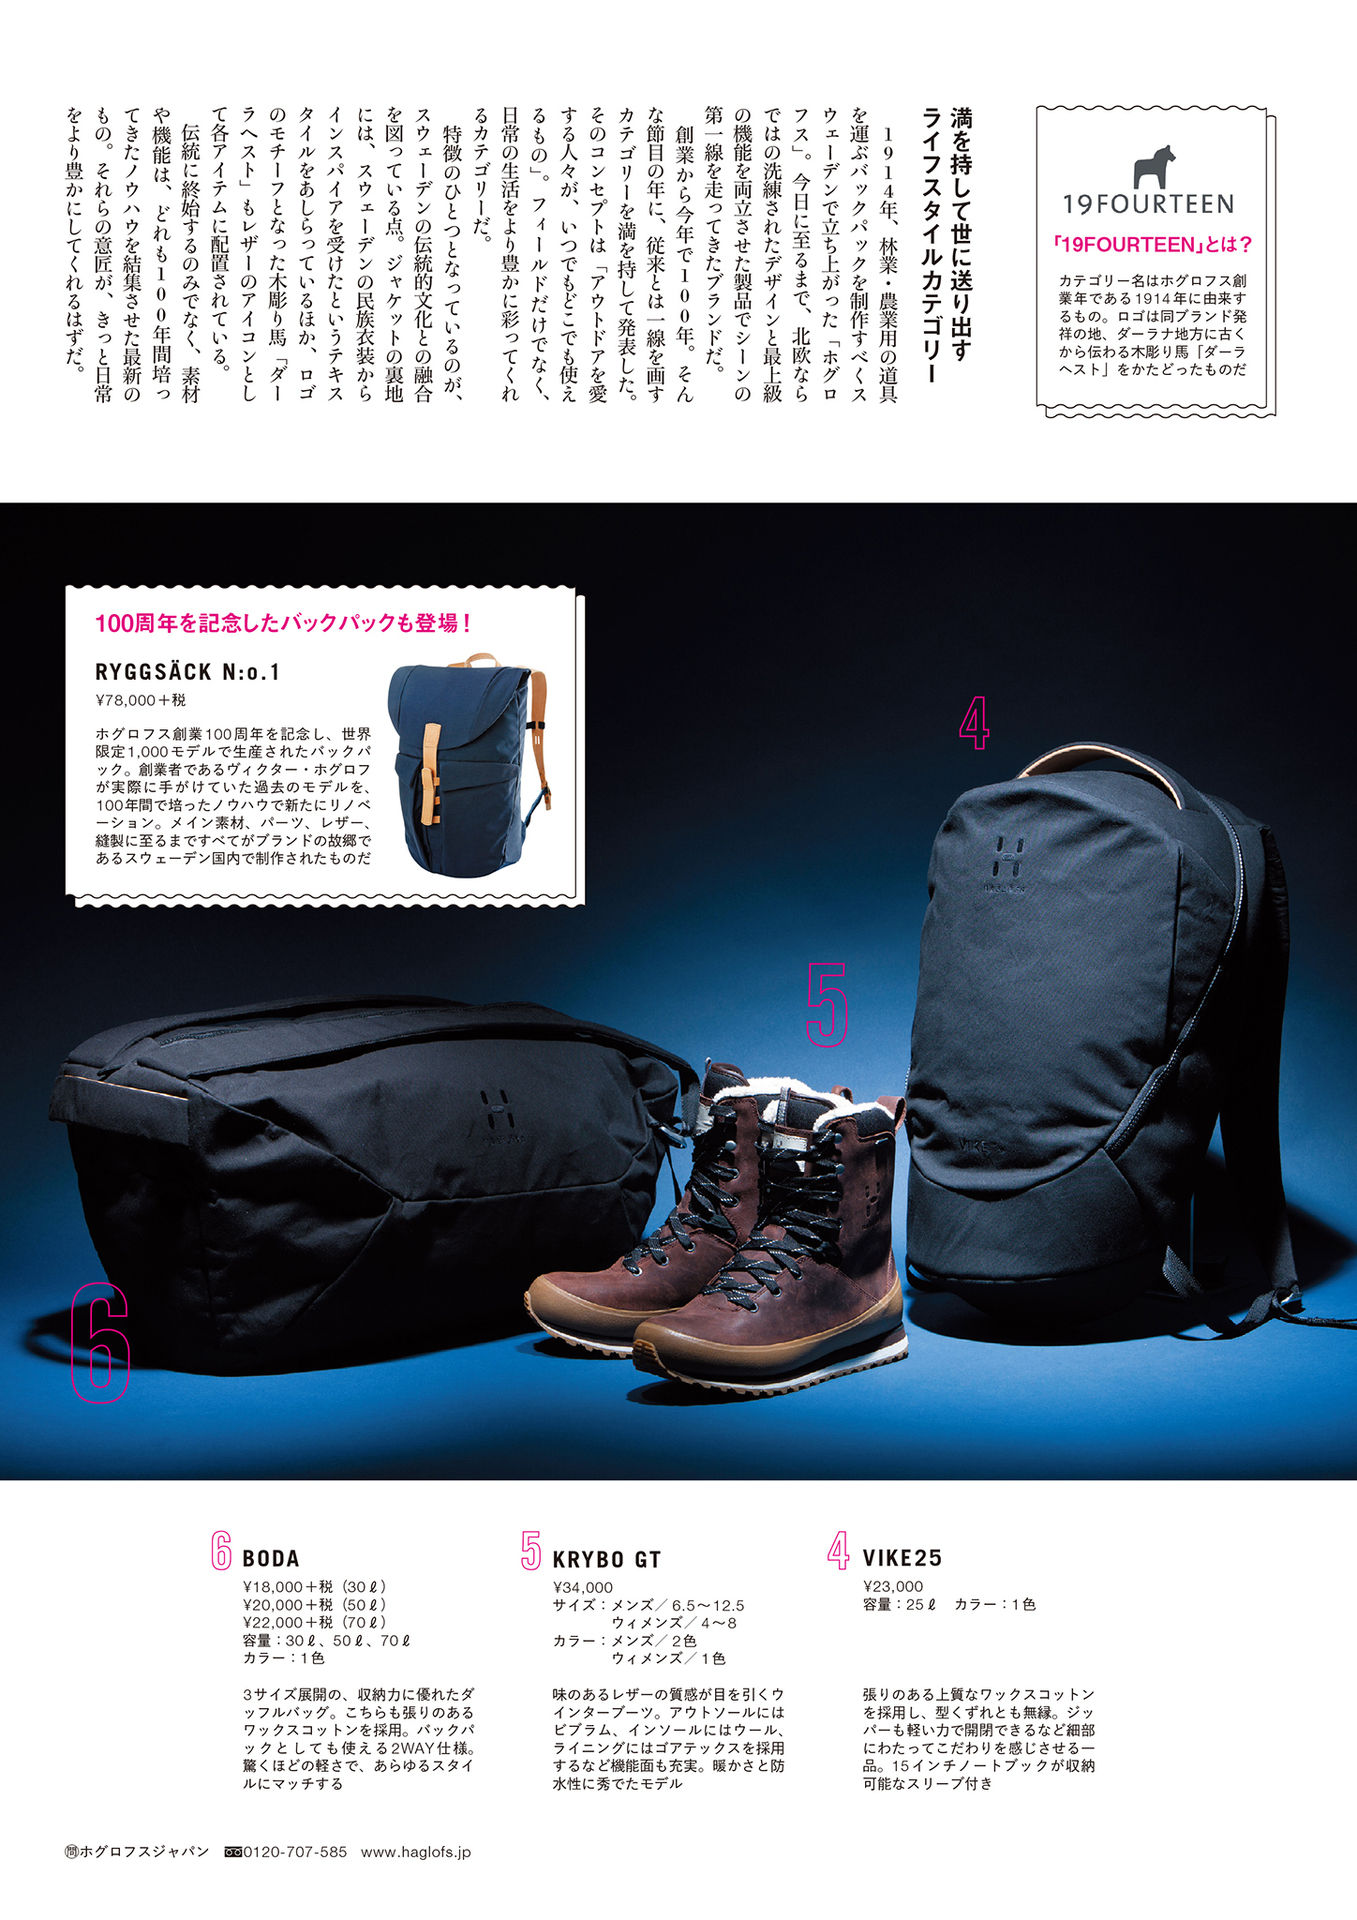 19FOURTEEN
「19FOURTEEN」とは？
カテゴリー名はホグロフス創
業年である1914年に由来す
るもの。ロゴは同ブランド発
祥の地、ダーラナ地方に古く
から伝わる木彫り馬「ダーラ
ヘスト」をかたどったものだ
満を持して世に送り出す
ライフスタイルカテゴリー
1914年、林業・農業用の道具
を運ぶバックパックを制作すべくス
ウェーデンで立ち上がった「ホグロ
フス」。今日に至るまで、北欧なら
ではの洗練されたデザインと最上級
の機能を両立させた製品でシーンの
第一線を走ってきたブランドだ。
創業から今年で100年。そん
な節目の年に、従来とは一線を画す
カテゴリーを満を持して発表した。
そのコンセプトは「アウトドアを愛
する人々が、いつでもどこでも使え
るもの」。フィールドだけでなく、
日常の生活をより豊かに彩ってくれ
るカテゴリーだ。
特徴のひとつとなっているのが、
スウェーデンの伝統的文化との融合
を図っている点。ジャケットの裏地
には、スウェーデンの民族衣装から
インスパイアを受けたというテキス
タイルをあしらっているほか、ロゴ
のモチーフとなった木彫り馬「ダー
ラヘスト」もレザーのアイコンとし
て各アイテムに配置されている。
伝統に終始するのみでなく、素材
や機能は、どれも100年間培っ
てきたノウハウを結集させた最新の
もの。それらの意匠が、きっと日常
をより豊かにしてくれるはずだ。
100周年を記念したバックパックも登場！
RYGGSÄCK N:o.1
¥78,000＋税
ホグロフス創業100周年を記念し、世界
限定1,000モデルで生産されたバックパ
ック。創業者であるヴィクター・ホグロフ
が実際に手がけていた過去のモデルを、
100年間で培ったノウハウで新たにリノベ
ーション。メイン素材、パーツ、レザー、
縫製に至るまですべてがブランドの故郷で
あるスウェーデン国内で制作されたものだ
4
5
6
VIKE
6 BODA
¥18,000＋税（30ℓ）
¥20,000＋税（50ℓ）
¥22,000＋税（70ℓ）
容量：30ℓ、50ℓ、70ℓ
カラー：1色
3サイズ展開の、収納力に優れたダ
ッフルバッグ。こちらも張りのある
ワックスコットンを採用。バックパ
ックとしても使える2WAY仕様。
驚くほどの軽さで、あらゆるスタイ
ルにマッチする
5 KRYBO GT
¥34,000
サイズ：メンズ／6.5〜12.5
ウィメンズ／4〜8
カラー：メンズ／2色
ウィメンズ／1色
味のあるレザーの質感が目を引くウ
インターブーツ。アウトソールには
ビブラム、インソールにはウール、
ライニングにはゴアテックスを採用
するなど機能面も充実。暖かさと防
水性に秀でたモデル
4 VIKE25
¥23,000
容量：25ℓ カラー：1色
張りのある上質なワックスコットン
を採用し、型くずれとも無縁。ジッ
パーも軽い力で開閉できるなど細部
にわたってこだわりを感じさせる一
品。15インチノートブックが収納
可能なスリーブ付き
㉄ホグロフスジャパン 0120-707-585 www.haglofs.jp